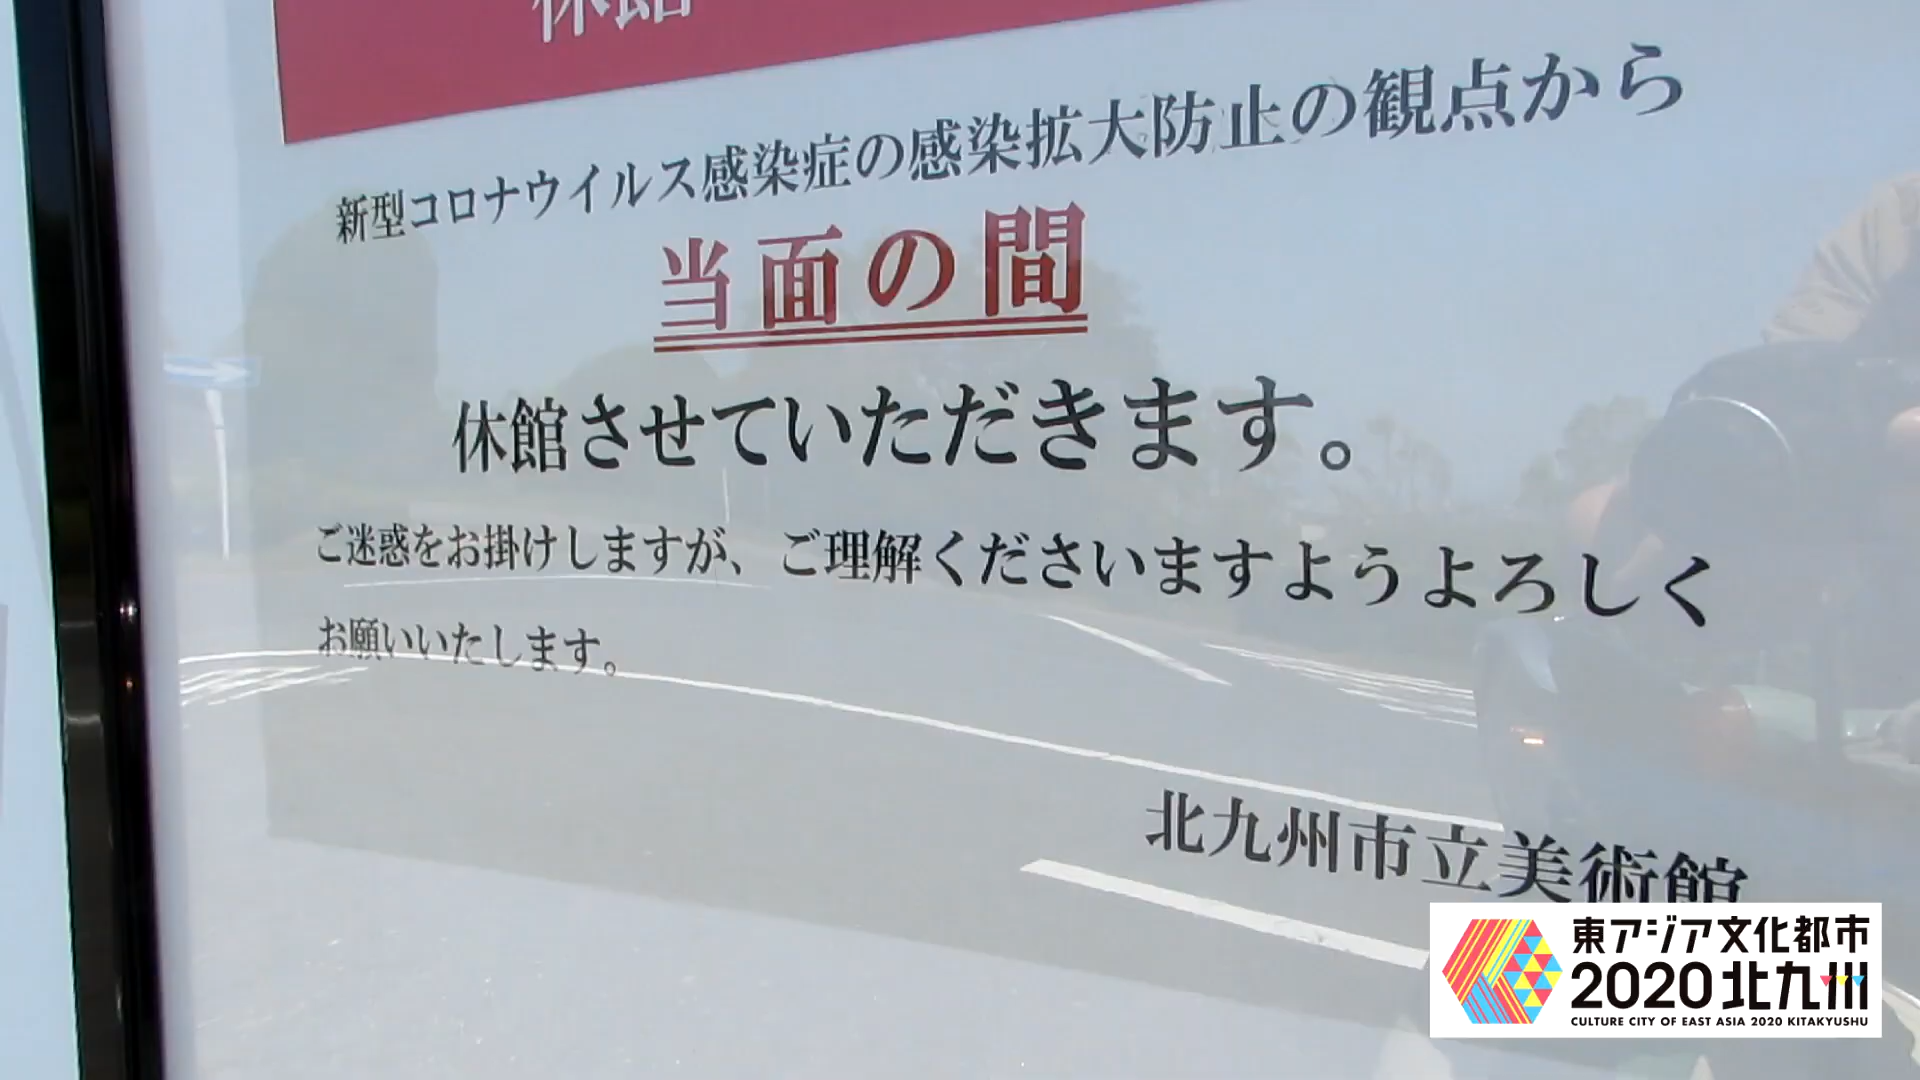 休館
新型コロナウイルス感染症の感染拡大防止の観点から
当面の間
休館させていただきます。
ご迷惑をお掛けしますが、ご理解くださいますようよろしく
お願いいたします。
北九州市立美術館
東アジア文化都市
2020北九州
CULTURE CITY OF EAST ASIA 2020 KITAKYUSHU